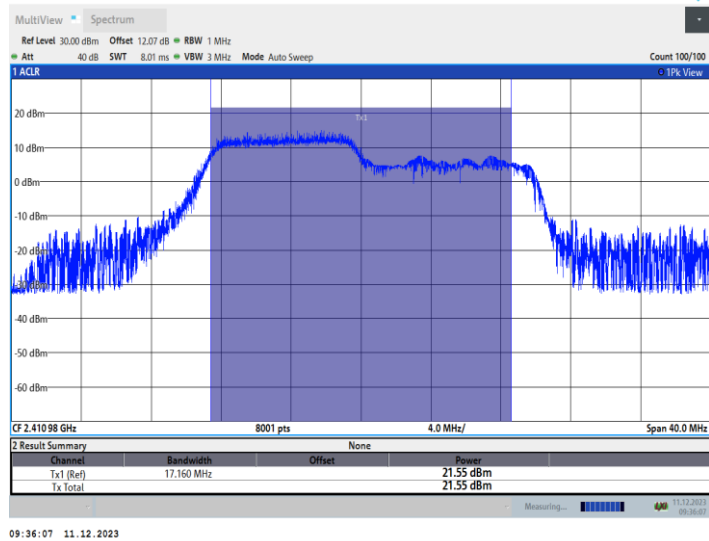 MultiView Spectrum
Ref Level 30.00 dBm Offset 12.07 dB RBW 1 MHz
Att 40 dB SWT 8.01 ms VBW 3 MHz Mode Auto Sweep Count 100/100
1 ACLR 1Pk View
Tx1
20 dBm
10 dBm
0 dBm
-10 dBm
-20 dBm
-30 dBm
-40 dBm
-50 dBm
-60 dBm
CF 2.41098 GHz 8001 pts 4.0 MHz/ Span 40.0 MHz
2 Result Summary None
Channel Bandwidth Offset Power
Tx1 (Ref) 17.160 MHz 21.55 dBm
Tx Total 21.55 dBm
Measuring... 11.12.2023
09:36:07
09:36:07 11.12.2023